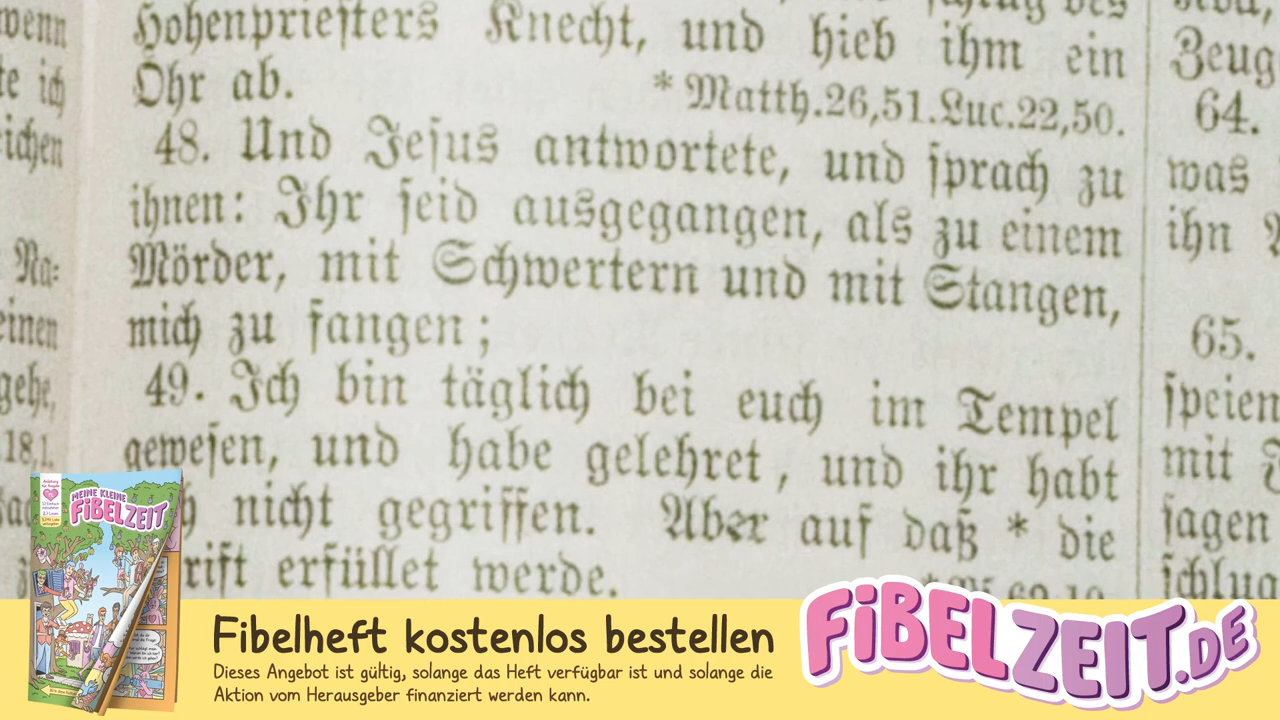 wenn
te ich
ichen
Na=
einen
gehe,
18,1.
Hohenpriesters Knecht, und hieb ihm ein
Ohr ab. * Matth.26,51.Luc.22,50.
48. Und Jesus antwortete, und sprach zu
ihnen: Ihr seid ausgegangen, als zu einem
Mörder, mit Schwertern und mit Stangen,
mich zu fangen;
49. Ich bin täglich bei euch im Tempel
gewesen, und habe gelehret, und ihr habt
nicht gegriffen. Aber auf daß * die
rift erfüllet werde.
Zeug
64.
was
ihn
65.
speien
mit
sagen
schlug
MEINE KLEINE
FiBELZEIT
Fibelheft kostenlos bestellen
Dieses Angebot ist gültig, solange das Heft verfügbar ist und solange die
Aktion vom Herausgeber finanziert werden kann.
FiBELZEIT.DE